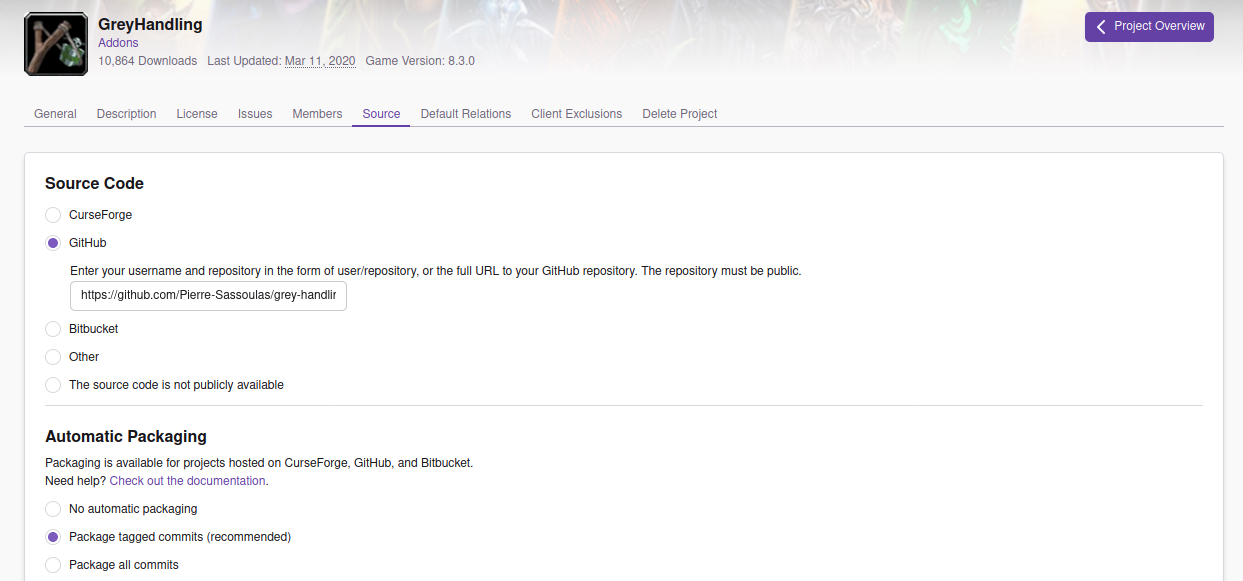 GreyHandling
Addons
10,864 Downloads Last Updated: Mar 11, 2020 Game Version: 8.3.0
Project Overview
General Description License Issues Members Source Default Relations Client Exclusions Delete Project
Source Code
CurseForge
GitHub
Enter your username and repository in the form of user/repository, or the full URL to your GitHub repository. The repository must be public.
https://github.com/Pierre-Sassoulas/grey-handlin
Bitbucket
Other
The source code is not publicly available
Automatic Packaging
Packaging is available for projects hosted on CurseForge, GitHub, and Bitbucket.
Need help? Check out the documentation.
No automatic packaging
Package tagged commits (recommended)
Package all commits